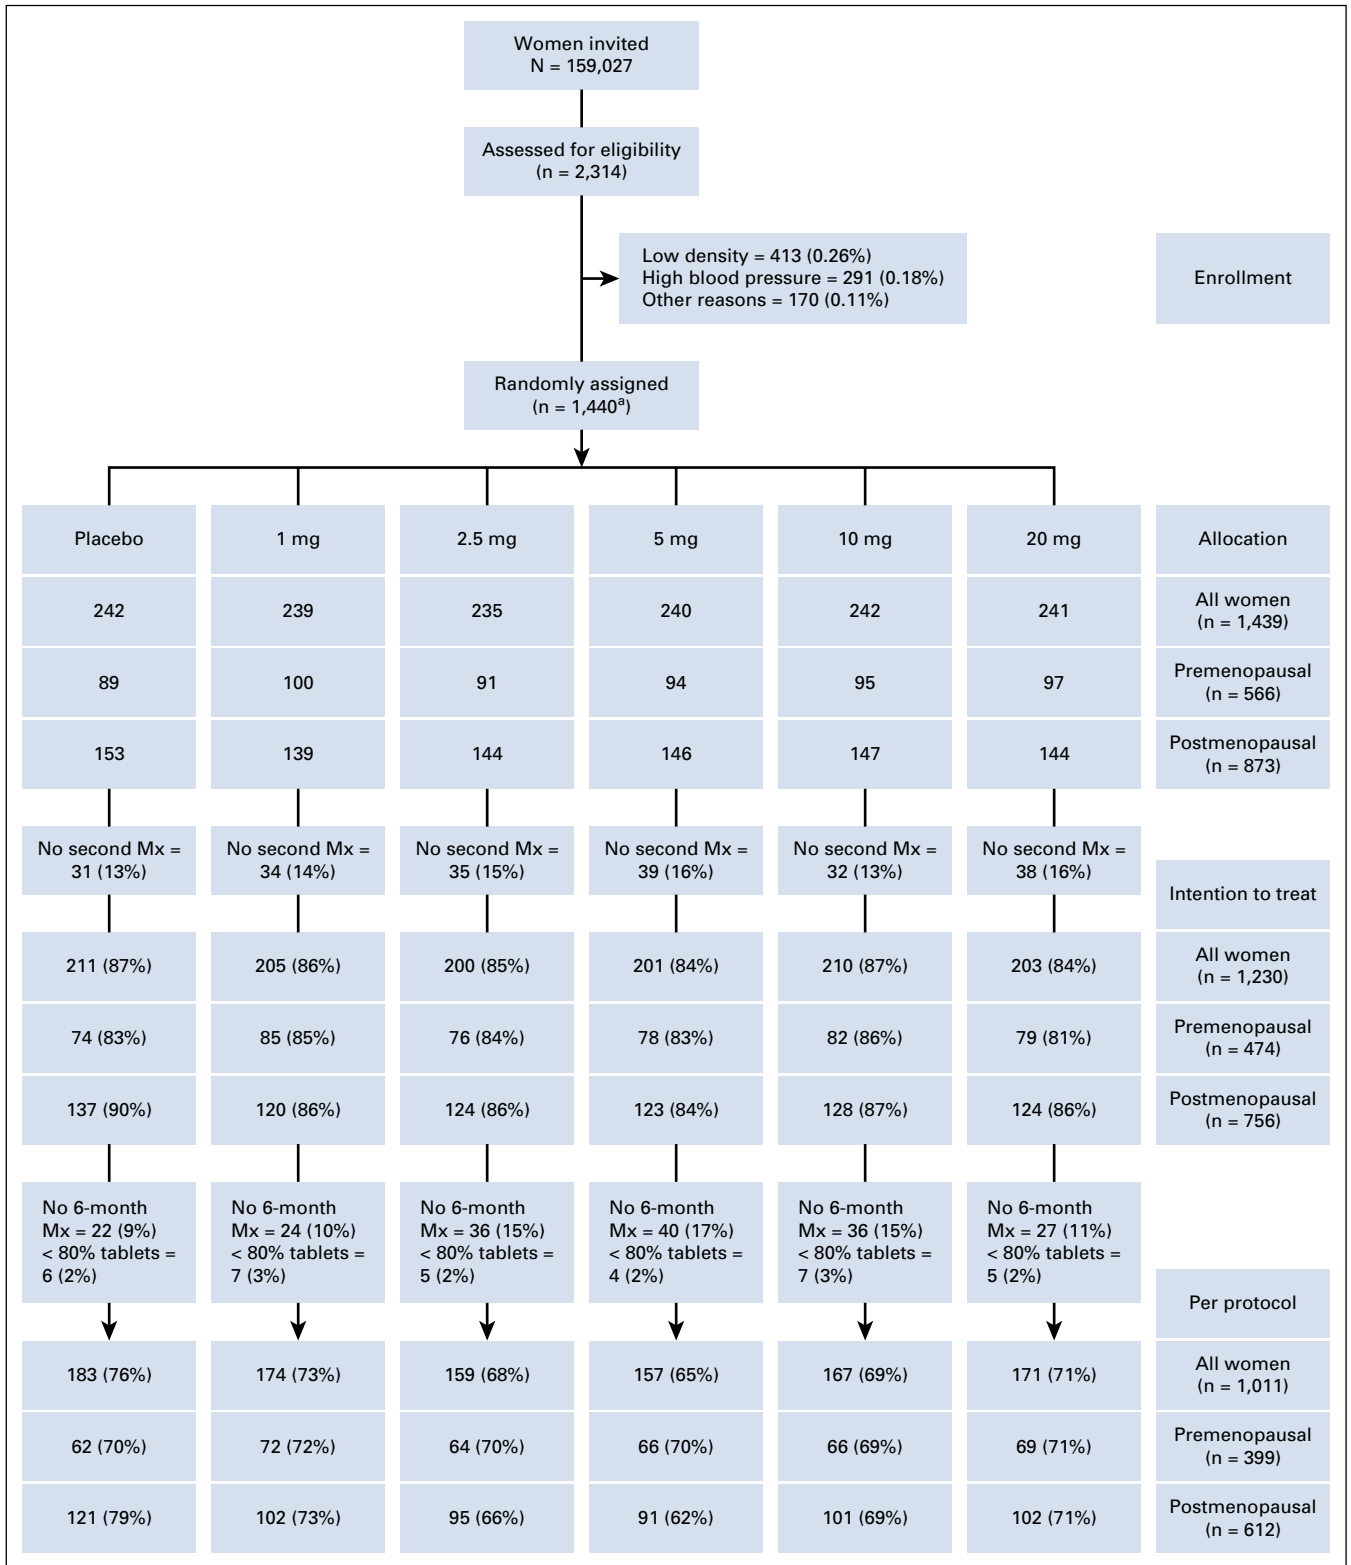 Women invited
N = 159,027
Assessed for eligibility
(n = 2,314)
Low density = 413 (0.26%)
High blood pressure = 291 (0.18%)
Other reasons = 170 (0.11%)
Enrollment
Randomly assigned
(n = 1,440ᵃ)
Placebo
1 mg
2.5 mg
5 mg
10 mg
20 mg
Allocation
242
239
235
240
242
241
All women
(n = 1,439)
89
100
91
94
95
97
Premenopausal
(n = 566)
153
139
144
146
147
144
Postmenopausal
(n = 873)
No second Mx =
31 (13%)
No second Mx =
34 (14%)
No second Mx =
35 (15%)
No second Mx =
39 (16%)
No second Mx =
32 (13%)
No second Mx =
38 (16%)
Intention to treat
211 (87%)
205 (86%)
200 (85%)
201 (84%)
210 (87%)
203 (84%)
All women
(n = 1,230)
74 (83%)
85 (85%)
76 (84%)
78 (83%)
82 (86%)
79 (81%)
Premenopausal
(n = 474)
137 (90%)
120 (86%)
124 (86%)
123 (84%)
128 (87%)
124 (86%)
Postmenopausal
(n = 756)
No 6-month
Mx = 22 (9%)
< 80% tablets =
6 (2%)
No 6-month
Mx = 24 (10%)
< 80% tablets =
7 (3%)
No 6-month
Mx = 36 (15%)
< 80% tablets =
5 (2%)
No 6-month
Mx = 40 (17%)
< 80% tablets =
4 (2%)
No 6-month
Mx = 36 (15%)
< 80% tablets =
7 (3%)
No 6-month
Mx = 27 (11%)
< 80% tablets =
5 (2%)
Per protocol
183 (76%)
174 (73%)
159 (68%)
157 (65%)
167 (69%)
171 (71%)
All women
(n = 1,011)
62 (70%)
72 (72%)
64 (70%)
66 (70%)
66 (69%)
69 (71%)
Premenopausal
(n = 399)
121 (79%)
102 (73%)
95 (66%)
91 (62%)
101 (69%)
102 (71%)
Postmenopausal
(n = 612)